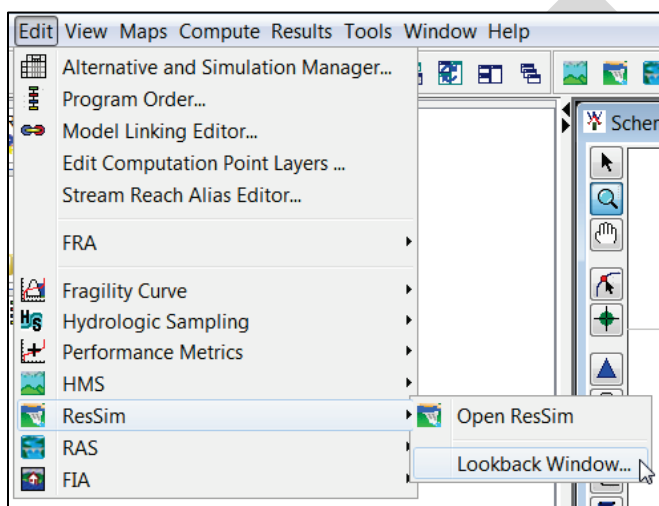 Edit View Maps Compute Results Tools Window Help
Alternative and Simulation Manager...
Program Order...
Model Linking Editor...
Edit Computation Point Layers ...
Stream Reach Alias Editor...
FRA
Fragility Curve
Hydrologic Sampling
Performance Metrics
HMS
ResSim
Open ResSim
RAS
Lookback Window...
FIA